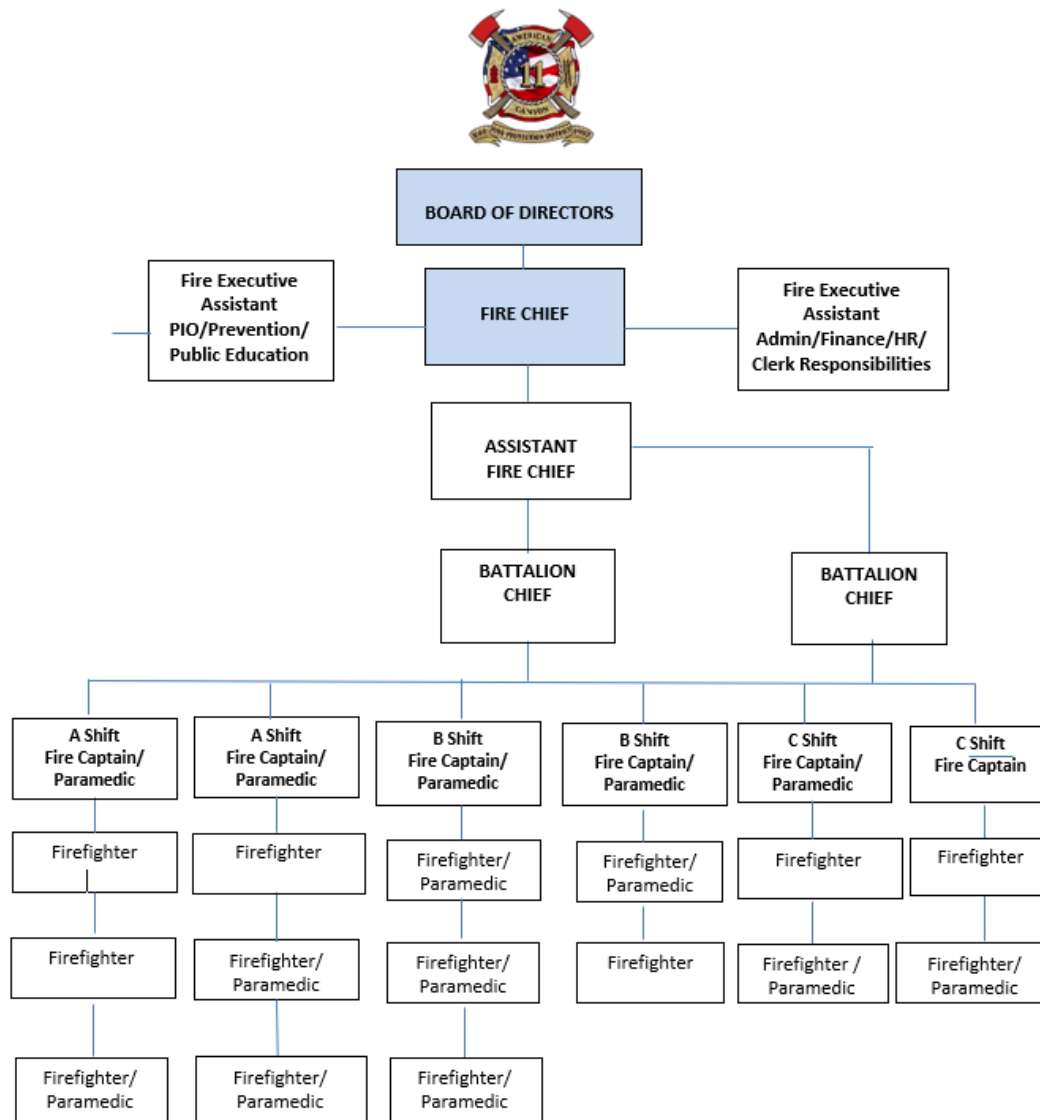 AMERICAN
11
CANYON
BOARD OF DIRECTORS
Fire Executive
Assistant
PIO/Prevention/
Public Education
FIRE CHIEF
Fire Executive
Assistant
Admin/Finance/HR/
Clerk Responsibilities
ASSISTANT
FIRE CHIEF
BATTALION
CHIEF
BATTALION
CHIEF
A Shift
Fire Captain/
Paramedic
A Shift
Fire Captain/
Paramedic
B Shift
Fire Captain/
Paramedic
B Shift
Fire Captain/
Paramedic
C Shift
Fire Captain/
Paramedic
C Shift
Fire Captain
Firefighter
Firefighter
Firefighter/
Paramedic
Firefighter/
Paramedic
Firefighter
Firefighter
Firefighter
Firefighter/
Paramedic
Firefighter/
Paramedic
Firefighter
Firefighter /
Paramedic
Firefighter/
Paramedic
Firefighter/
Paramedic
Firefighter/
Paramedic
Firefighter/
Paramedic